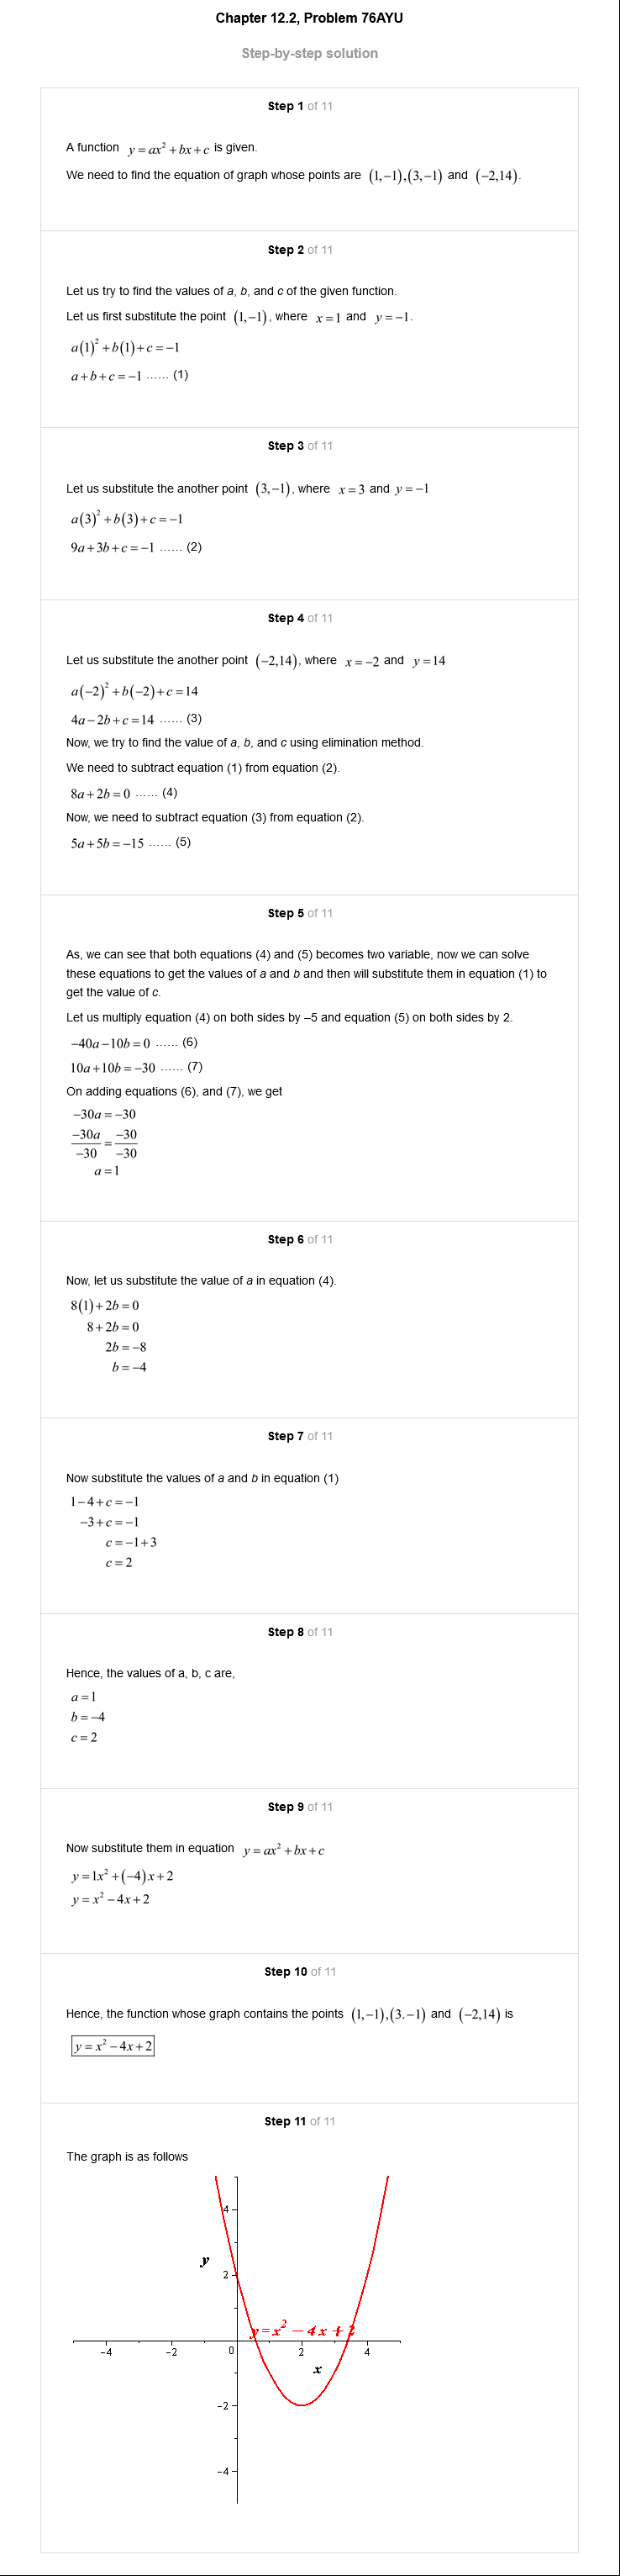 Chapter 12.2, Problem 76AYU
Step-by-step solution
Step 1 of 11
A function y = ax² + bx + c is given.
We need to find the equation of graph whose points are (1,−1),(3,−1) and (−2,14).
Step 2 of 11
Let us try to find the values of a, b, and c of the given function.
Let us first substitute the point (1,−1), where x = 1 and y = −1.
a(1)² + b(1) + c = −1
a + b + c = −1 …… (1)
Step 3 of 11
Let us substitute the another point (3,−1), where x = 3 and y = −1
a(3)² + b(3) + c = −1
9a + 3b + c = −1 …… (2)
Step 4 of 11
Let us substitute the another point (−2,14), where x = −2 and y = 14
a(−2)² + b(−2) + c = 14
4a − 2b + c = 14 …… (3)
Now, we try to find the value of a, b, and c using elimination method.
We need to subtract equation (1) from equation (2).
8a + 2b = 0 …… (4)
Now, we need to subtract equation (3) from equation (2).
5a + 5b = −15 …… (5)
Step 5 of 11
As, we can see that both equations (4) and (5) becomes two variable, now we can solve
these equations to get the values of a and b and then will substitute them in equation (1) to
get the value of c.
Let us multiply equation (4) on both sides by –5 and equation (5) on both sides by 2.
−40a − 10b = 0 …… (6)
10a + 10b = −30 …… (7)
On adding equations (6), and (7), we get
−30a = −30
−30a/−30 = −30/−30
a = 1
Step 6 of 11
Now, let us substitute the value of a in equation (4).
8(1) + 2b = 0
8 + 2b = 0
2b = −8
b = −4
Step 7 of 11
Now substitute the values of a and b in equation (1)
1 − 4 + c = −1
−3 + c = −1
c = −1 + 3
c = 2
Step 8 of 11
Hence, the values of a, b, c are,
a = 1
b = −4
c = 2
Step 9 of 11
Now substitute them in equation y = ax² + bx + c
y = 1x² + (−4)x + 2
y = x² − 4x + 2
Step 10 of 11
Hence, the function whose graph contains the points (1,−1),(3.−1) and (−2,14) is
y = x² − 4x + 2
Step 11 of 11
The graph is as follows
4
y
2
y = x² − 4x + 2
−4 −2 0 2 4
x
−2
−4